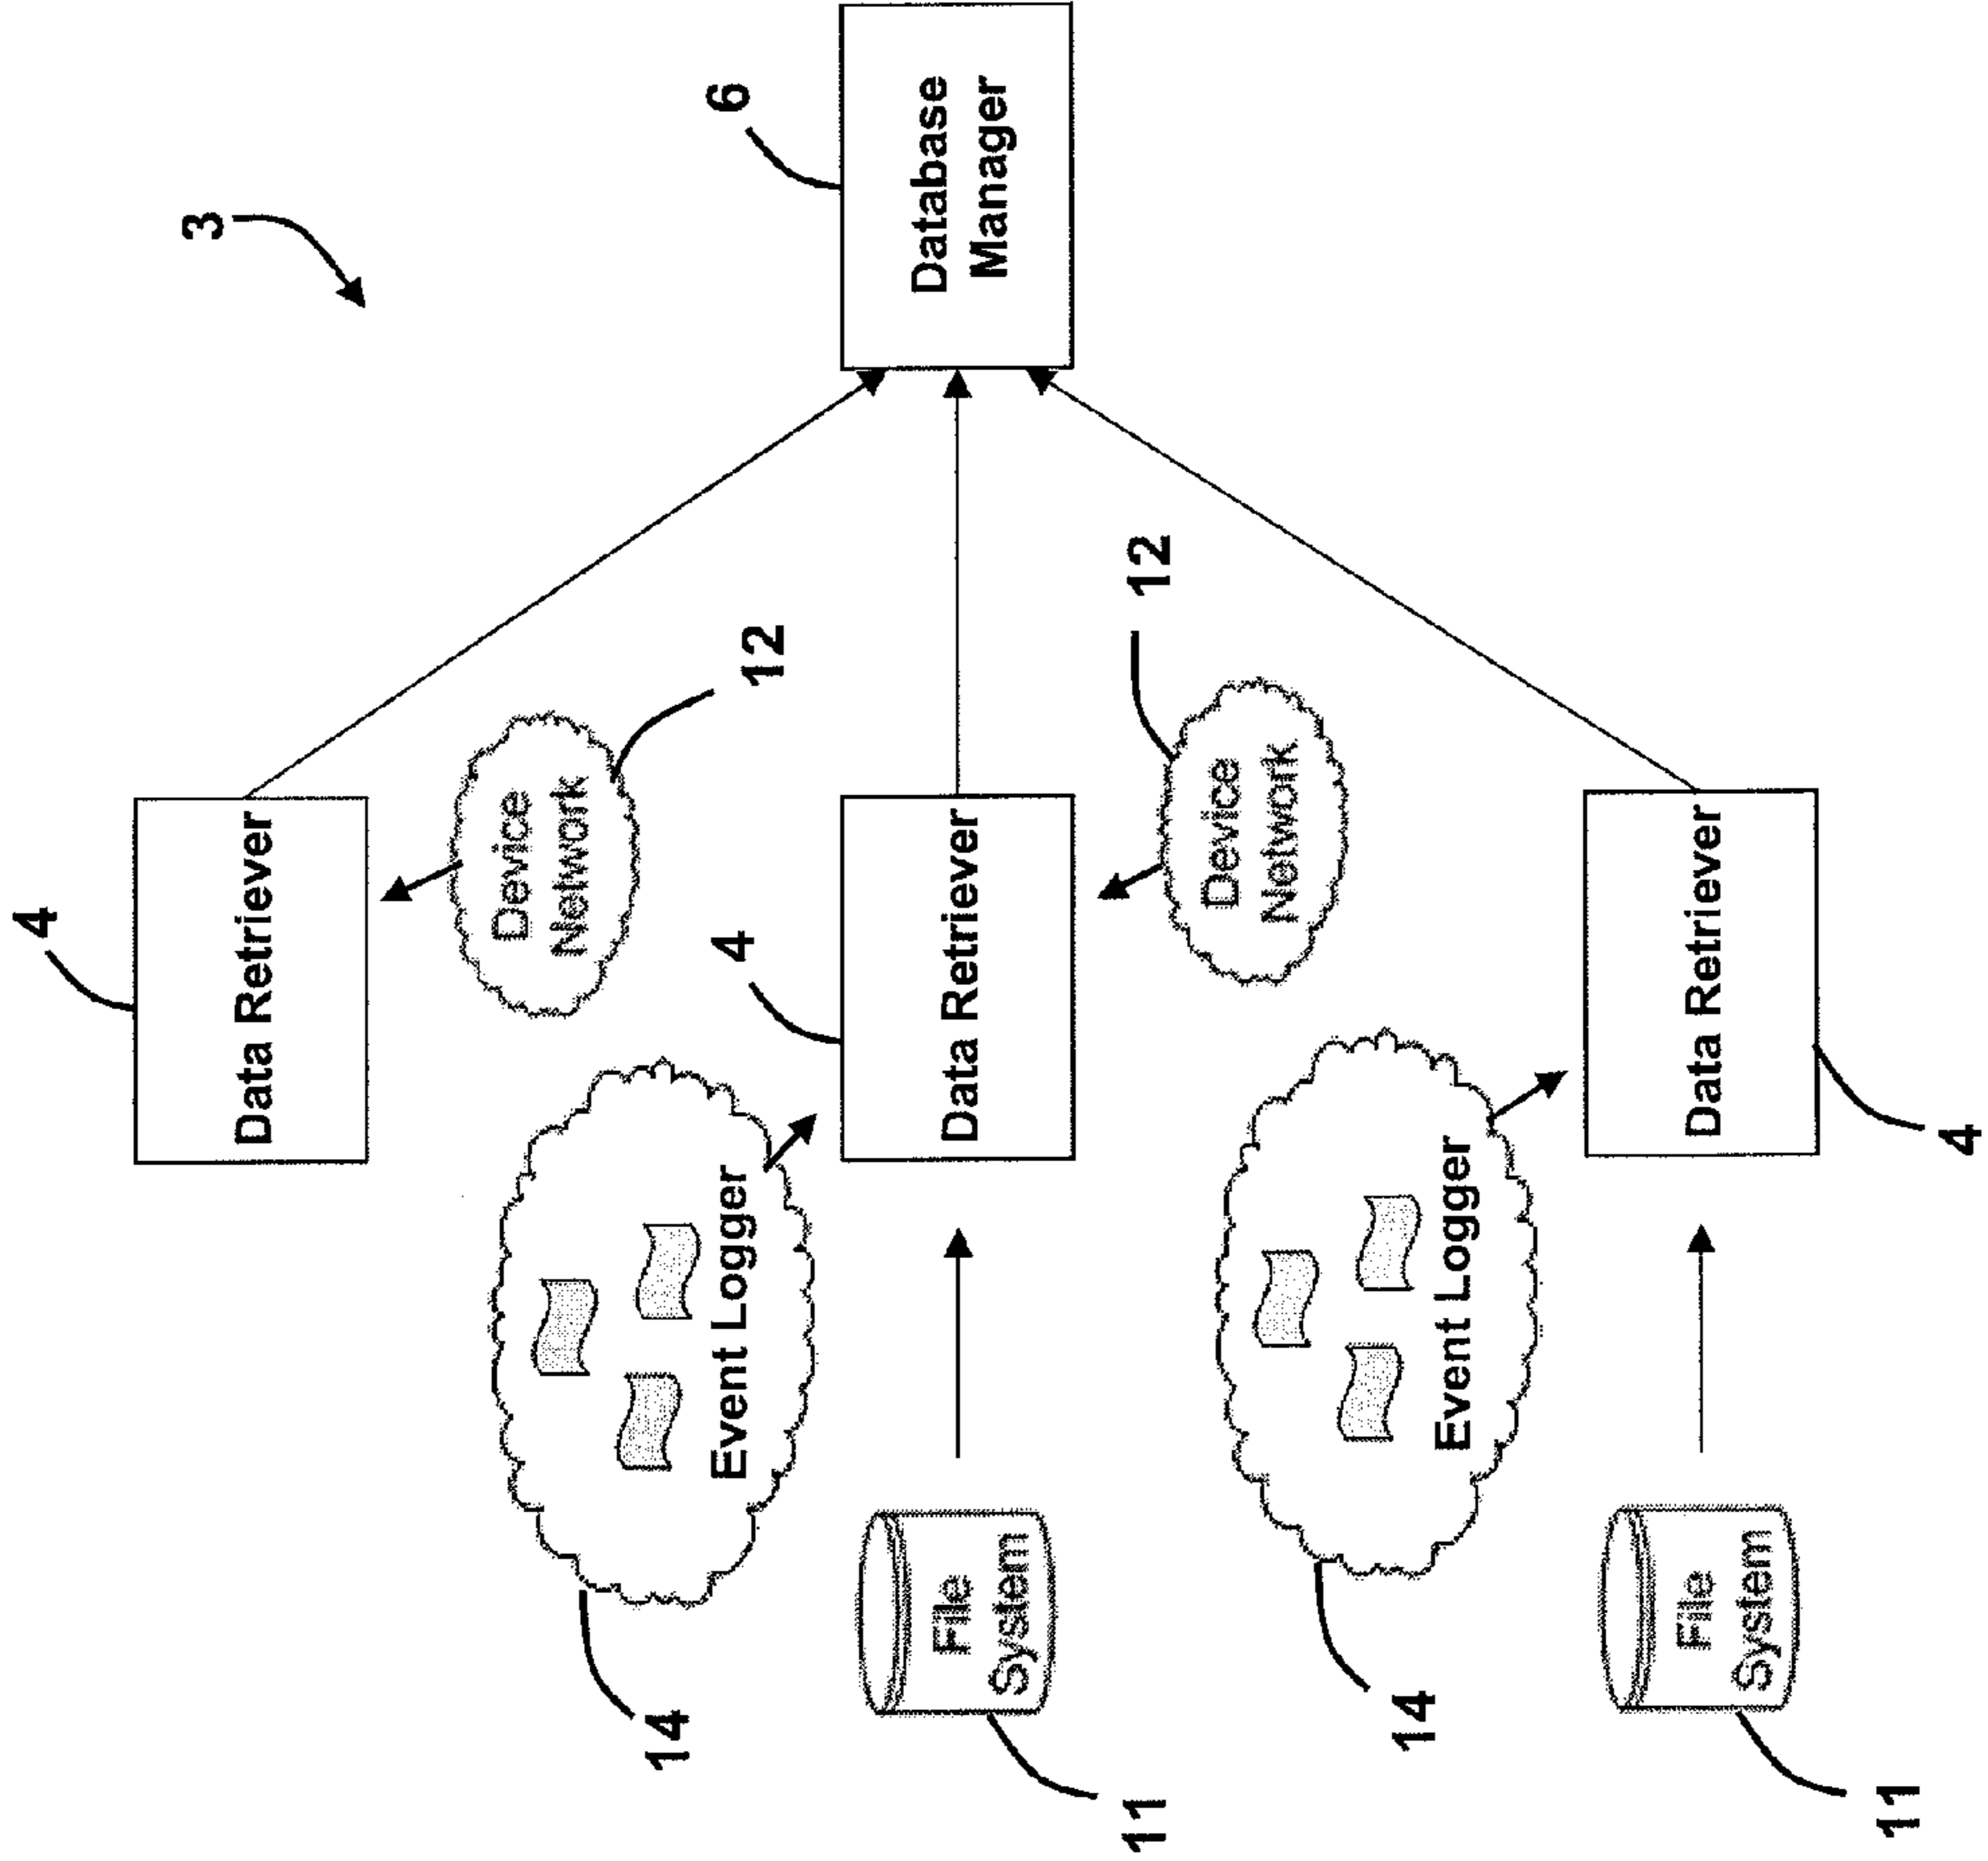 3
6
Database
Manager
4
Data Retriever
Device
Network
12
4
Data Retriever
Device
Network
12
Data Retriever
4
Event Logger
14
File
System
11
Event Logger
14
File
System
11